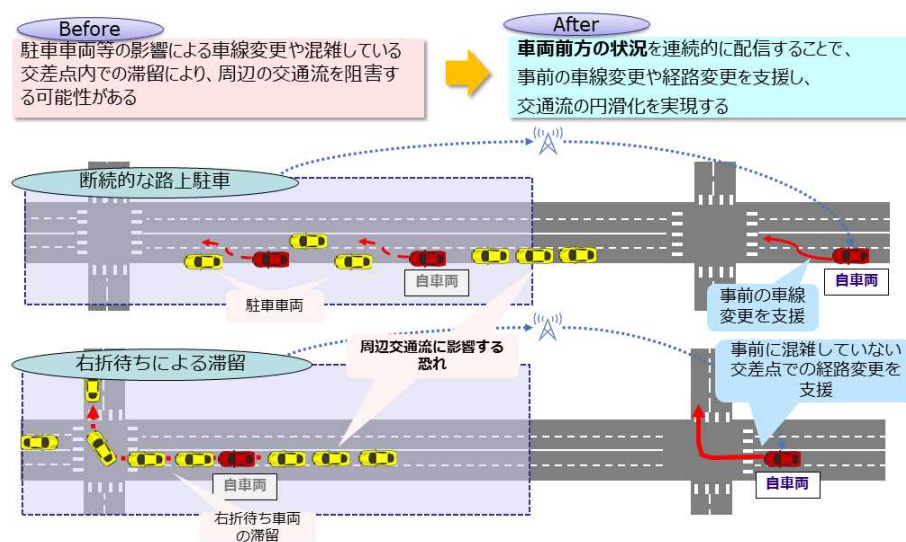 Before
駐車車両等の影響による車線変更や混雑している
交差点内での滞留により、周辺の交通流を阻害す
る可能性がある
After
車両前方の状況を連続的に配信することで、
事前の車線変更や経路変更を支援し、
交通流の円滑化を実現する
断続的な路上駐車
自車両
駐車車両
自車両
事前の車線
変更を支援
右折待ちによる滞留
周辺交通流に影響する
恐れ
事前に混雑していない
交差点での経路変更を
支援
自車両
自車両
右折待ち車両
の滞留